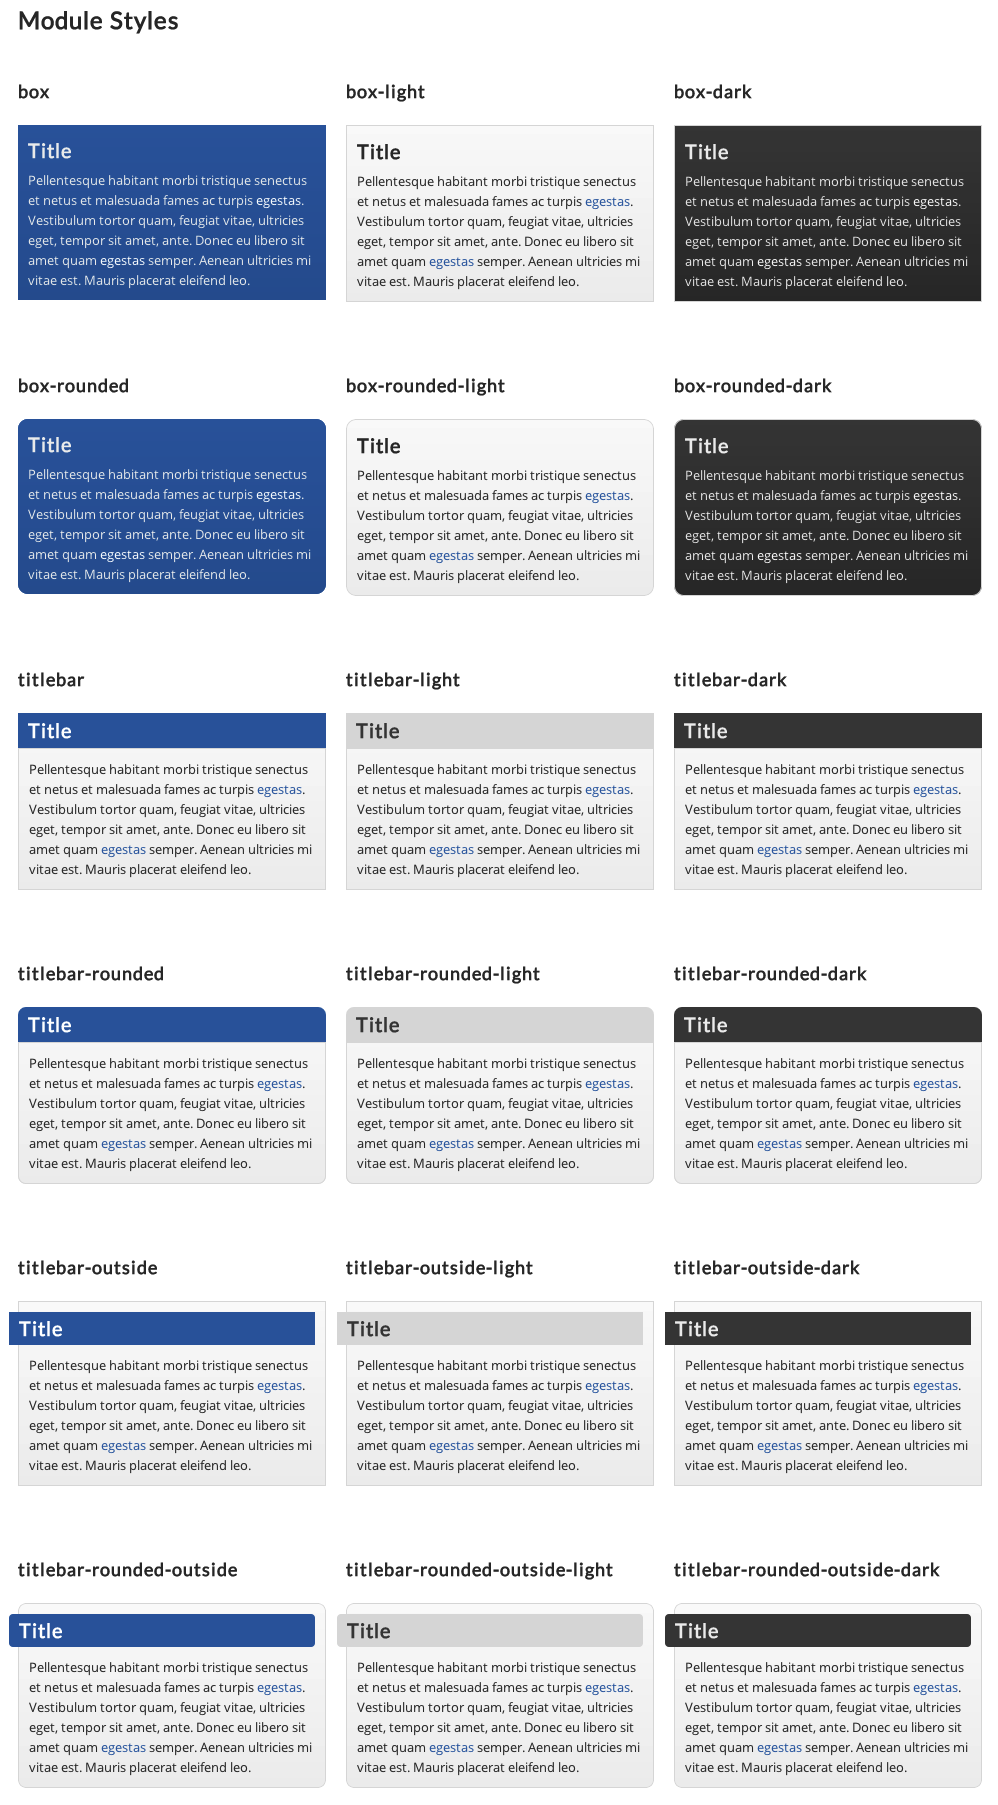 Module Styles
box
Title
Pellentesque habitant morbi tristique senectus
et netus et malesuada fames ac turpis egestas.
Vestibulum tortor quam, feugiat vitae, ultricies
eget, tempor sit amet, ante. Donec eu libero sit
amet quam egestas semper. Aenean ultricies mi
vitae est. Mauris placerat eleifend leo.
box-light
Title
Pellentesque habitant morbi tristique senectus
et netus et malesuada fames ac turpis egestas.
Vestibulum tortor quam, feugiat vitae, ultricies
eget, tempor sit amet, ante. Donec eu libero sit
amet quam egestas semper. Aenean ultricies mi
vitae est. Mauris placerat eleifend leo.
box-dark
Title
Pellentesque habitant morbi tristique senectus
et netus et malesuada fames ac turpis egestas.
Vestibulum tortor quam, feugiat vitae, ultricies
eget, tempor sit amet, ante. Donec eu libero sit
amet quam egestas semper. Aenean ultricies mi
vitae est. Mauris placerat eleifend leo.
box-rounded
Title
Pellentesque habitant morbi tristique senectus
et netus et malesuada fames ac turpis egestas.
Vestibulum tortor quam, feugiat vitae, ultricies
eget, tempor sit amet, ante. Donec eu libero sit
amet quam egestas semper. Aenean ultricies mi
vitae est. Mauris placerat eleifend leo.
box-rounded-light
Title
Pellentesque habitant morbi tristique senectus
et netus et malesuada fames ac turpis egestas.
Vestibulum tortor quam, feugiat vitae, ultricies
eget, tempor sit amet, ante. Donec eu libero sit
amet quam egestas semper. Aenean ultricies mi
vitae est. Mauris placerat eleifend leo.
box-rounded-dark
Title
Pellentesque habitant morbi tristique senectus
et netus et malesuada fames ac turpis egestas.
Vestibulum tortor quam, feugiat vitae, ultricies
eget, tempor sit amet, ante. Donec eu libero sit
amet quam egestas semper. Aenean ultricies mi
vitae est. Mauris placerat eleifend leo.
titlebar
Title
Pellentesque habitant morbi tristique senectus
et netus et malesuada fames ac turpis egestas.
Vestibulum tortor quam, feugiat vitae, ultricies
eget, tempor sit amet, ante. Donec eu libero sit
amet quam egestas semper. Aenean ultricies mi
vitae est. Mauris placerat eleifend leo.
titlebar-light
Title
Pellentesque habitant morbi tristique senectus
et netus et malesuada fames ac turpis egestas.
Vestibulum tortor quam, feugiat vitae, ultricies
eget, tempor sit amet, ante. Donec eu libero sit
amet quam egestas semper. Aenean ultricies mi
vitae est. Mauris placerat eleifend leo.
titlebar-dark
Title
Pellentesque habitant morbi tristique senectus
et netus et malesuada fames ac turpis egestas.
Vestibulum tortor quam, feugiat vitae, ultricies
eget, tempor sit amet, ante. Donec eu libero sit
amet quam egestas semper. Aenean ultricies mi
vitae est. Mauris placerat eleifend leo.
titlebar-rounded
Title
Pellentesque habitant morbi tristique senectus
et netus et malesuada fames ac turpis egestas.
Vestibulum tortor quam, feugiat vitae, ultricies
eget, tempor sit amet, ante. Donec eu libero sit
amet quam egestas semper. Aenean ultricies mi
vitae est. Mauris placerat eleifend leo.
titlebar-rounded-light
Title
Pellentesque habitant morbi tristique senectus
et netus et malesuada fames ac turpis egestas.
Vestibulum tortor quam, feugiat vitae, ultricies
eget, tempor sit amet, ante. Donec eu libero sit
amet quam egestas semper. Aenean ultricies mi
vitae est. Mauris placerat eleifend leo.
titlebar-rounded-dark
Title
Pellentesque habitant morbi tristique senectus
et netus et malesuada fames ac turpis egestas.
Vestibulum tortor quam, feugiat vitae, ultricies
eget, tempor sit amet, ante. Donec eu libero sit
amet quam egestas semper. Aenean ultricies mi
vitae est. Mauris placerat eleifend leo.
titlebar-outside
Title
Pellentesque habitant morbi tristique senectus
et netus et malesuada fames ac turpis egestas.
Vestibulum tortor quam, feugiat vitae, ultricies
eget, tempor sit amet, ante. Donec eu libero sit
amet quam egestas semper. Aenean ultricies mi
vitae est. Mauris placerat eleifend leo.
titlebar-outside-light
Title
Pellentesque habitant morbi tristique senectus
et netus et malesuada fames ac turpis egestas.
Vestibulum tortor quam, feugiat vitae, ultricies
eget, tempor sit amet, ante. Donec eu libero sit
amet quam egestas semper. Aenean ultricies mi
vitae est. Mauris placerat eleifend leo.
titlebar-outside-dark
Title
Pellentesque habitant morbi tristique senectus
et netus et malesuada fames ac turpis egestas.
Vestibulum tortor quam, feugiat vitae, ultricies
eget, tempor sit amet, ante. Donec eu libero sit
amet quam egestas semper. Aenean ultricies mi
vitae est. Mauris placerat eleifend leo.
titlebar-rounded-outside
Title
Pellentesque habitant morbi tristique senectus
et netus et malesuada fames ac turpis egestas.
Vestibulum tortor quam, feugiat vitae, ultricies
eget, tempor sit amet, ante. Donec eu libero sit
amet quam egestas semper. Aenean ultricies mi
vitae est. Mauris placerat eleifend leo.
titlebar-rounded-outside-light
Title
Pellentesque habitant morbi tristique senectus
et netus et malesuada fames ac turpis egestas.
Vestibulum tortor quam, feugiat vitae, ultricies
eget, tempor sit amet, ante. Donec eu libero sit
amet quam egestas semper. Aenean ultricies mi
vitae est. Mauris placerat eleifend leo.
titlebar-rounded-outside-dark
Title
Pellentesque habitant morbi tristique senectus
et netus et malesuada fames ac turpis egestas.
Vestibulum tortor quam, feugiat vitae, ultricies
eget, tempor sit amet, ante. Donec eu libero sit
amet quam egestas semper. Aenean ultricies mi
vitae est. Mauris placerat eleifend leo.